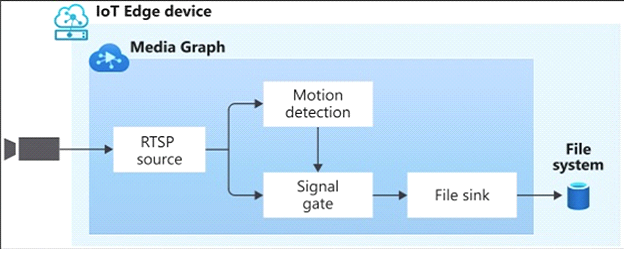 IoT Edge device
Media Graph
Motion
detection
RTSP
source
Signal
gate
File sink
File
system